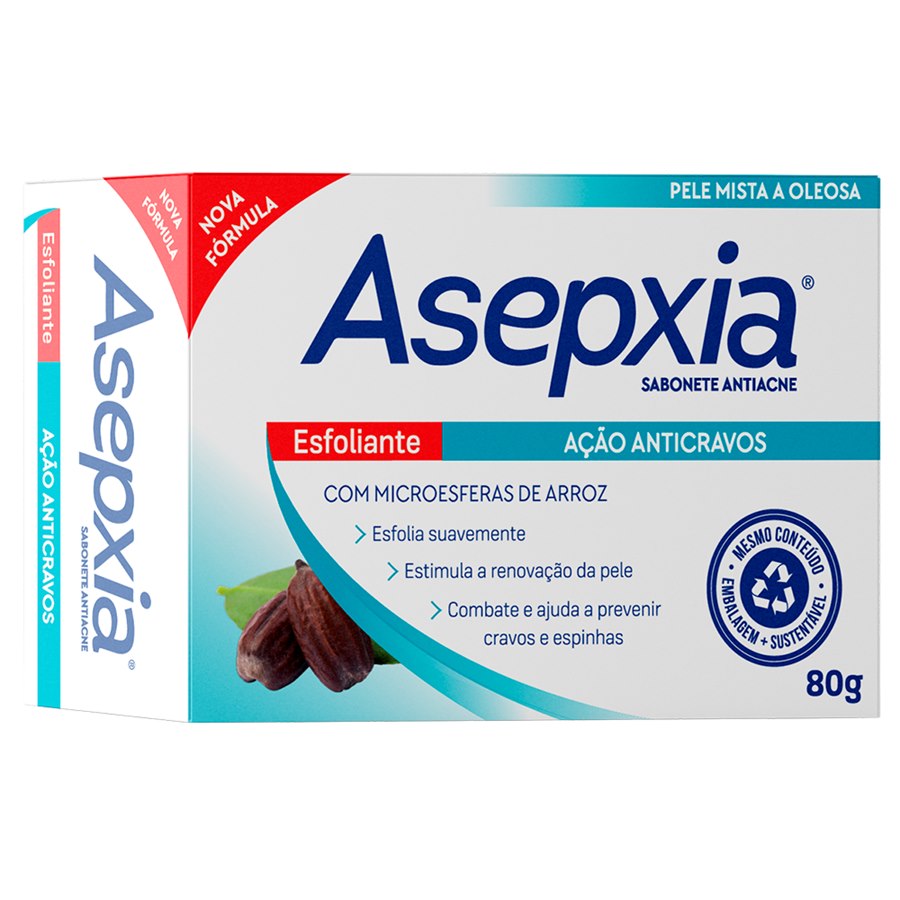 NOVA
FÓRMULA
Esfoliante
AÇÃO ANTICRAVOS
Asepxia®
SABONETE ANTIACNE
NOVA
FÓRMULA
PELE MISTA A OLEOSA
Asepxia®
SABONETE ANTIACNE
Esfoliante
AÇÃO ANTICRAVOS
COM MICROESFERAS DE ARROZ
Esfolia suavemente
Estimula a renovação da pele
Combate e ajuda a prevenir
cravos e espinhas
• MESMO CONTEÚDO •
EMBALAGEM + SUSTENTÁVEL
80g